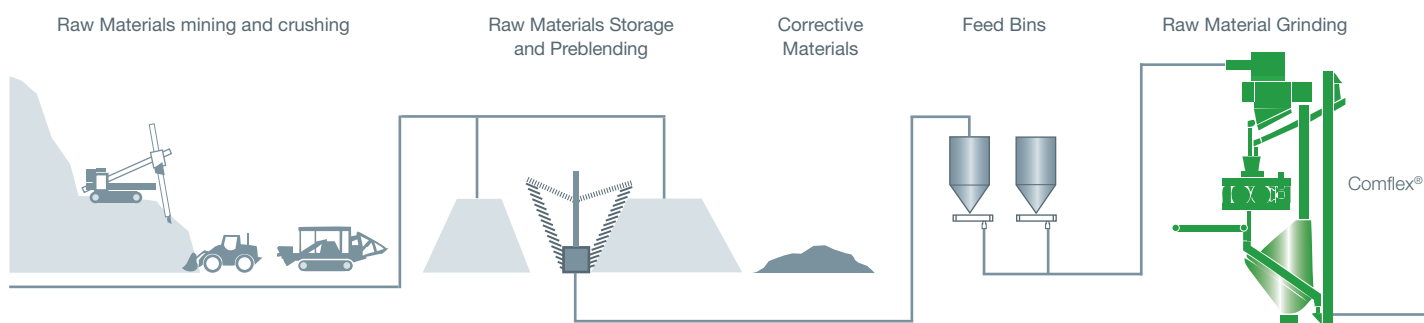 Raw Materials mining and crushing
Raw Materials Storage
and Preblending
Corrective
Materials
Feed Bins
Raw Material Grinding
Comflex®